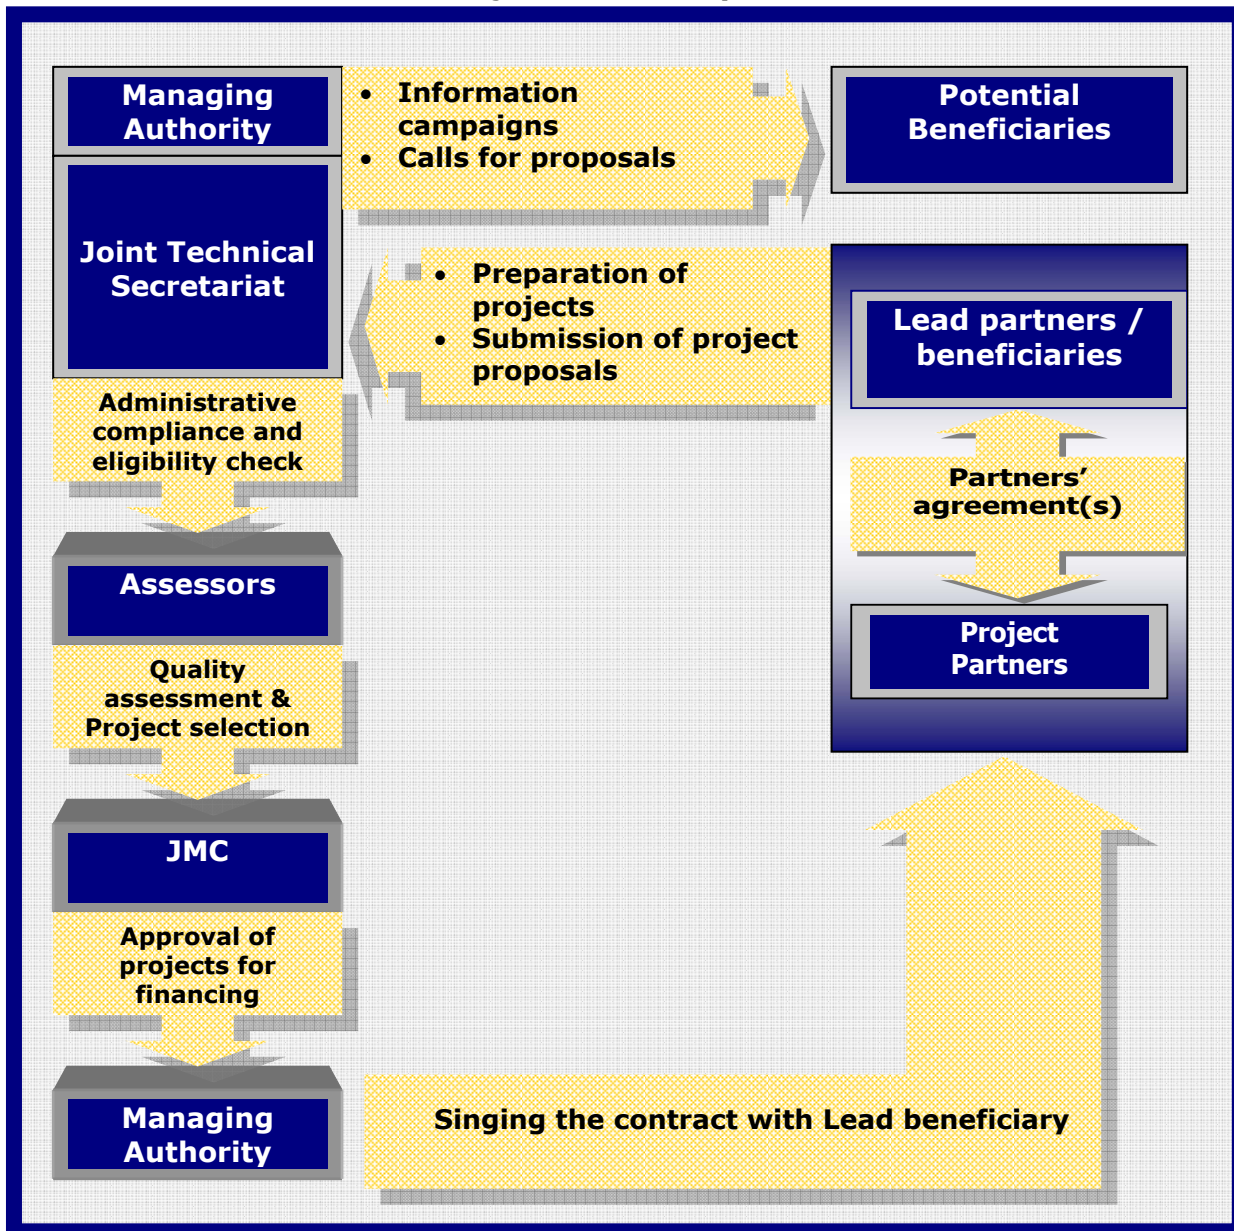 Managing
Authority
• Information
campaigns
• Calls for proposals
Potential
Beneficiaries
Joint Technical
Secretariat
• Preparation of
projects
• Submission of project
proposals
Lead partners /
beneficiaries
Administrative
compliance and
eligibility check
Partners’
agreement(s)
Assessors
Project
Partners
Quality
assessment &
Project selection
JMC
Approval of
projects for
financing
Managing
Authority
Singing the contract with Lead beneficiary